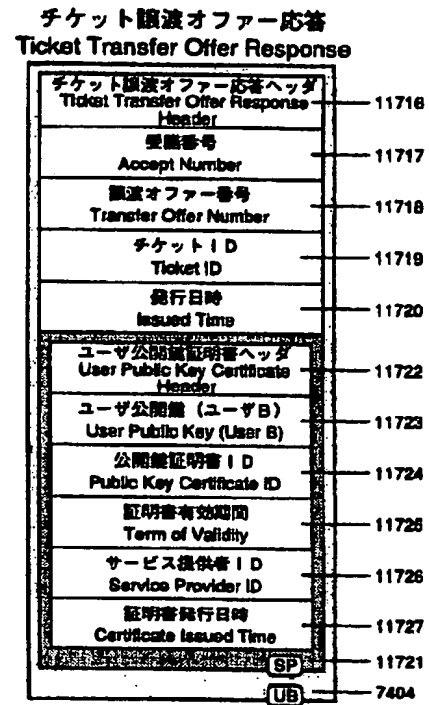 チケット譲渡オファー応答
Ticket Transfer Offer Response
チケット譲渡オファー応答ヘッダ
Ticket Transfer Offer Response
Header
11716
受諾番号
Accept Number
11717
譲渡オファー番号
Transfer Offer Number
11718
チケットID
Ticket ID
11719
発行日時
Issued Time
11720
ユーザ公開鍵証明書ヘッダ
User Public Key Certificate
Header
11722
ユーザ公開鍵（ユーザB）
User Public Key (User B)
11723
公開鍵証明書ID
Public Key Certificate ID
11724
証明書有効期間
Term of Validity
11725
サービス提供者ID
Service Provider ID
11726
証明書発行日時
Certificate Issued Time
11727
SP
11721
UB
7404